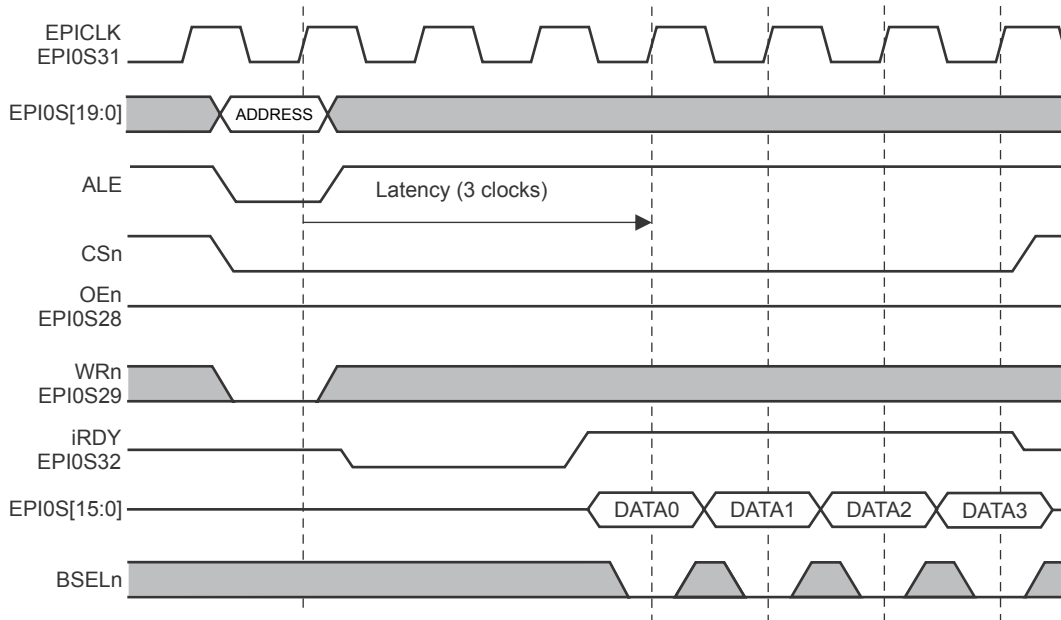 EPICLK
EPI0S31
EPI0S[19:0]
ADDRESS
ALE
Latency (3 clocks)
CSn
OEn
EPI0S28
WRn
EPI0S29
iRDY
EPI0S32
EPI0S[15:0]
DATA0 DATA1 DATA2 DATA3
BSELn